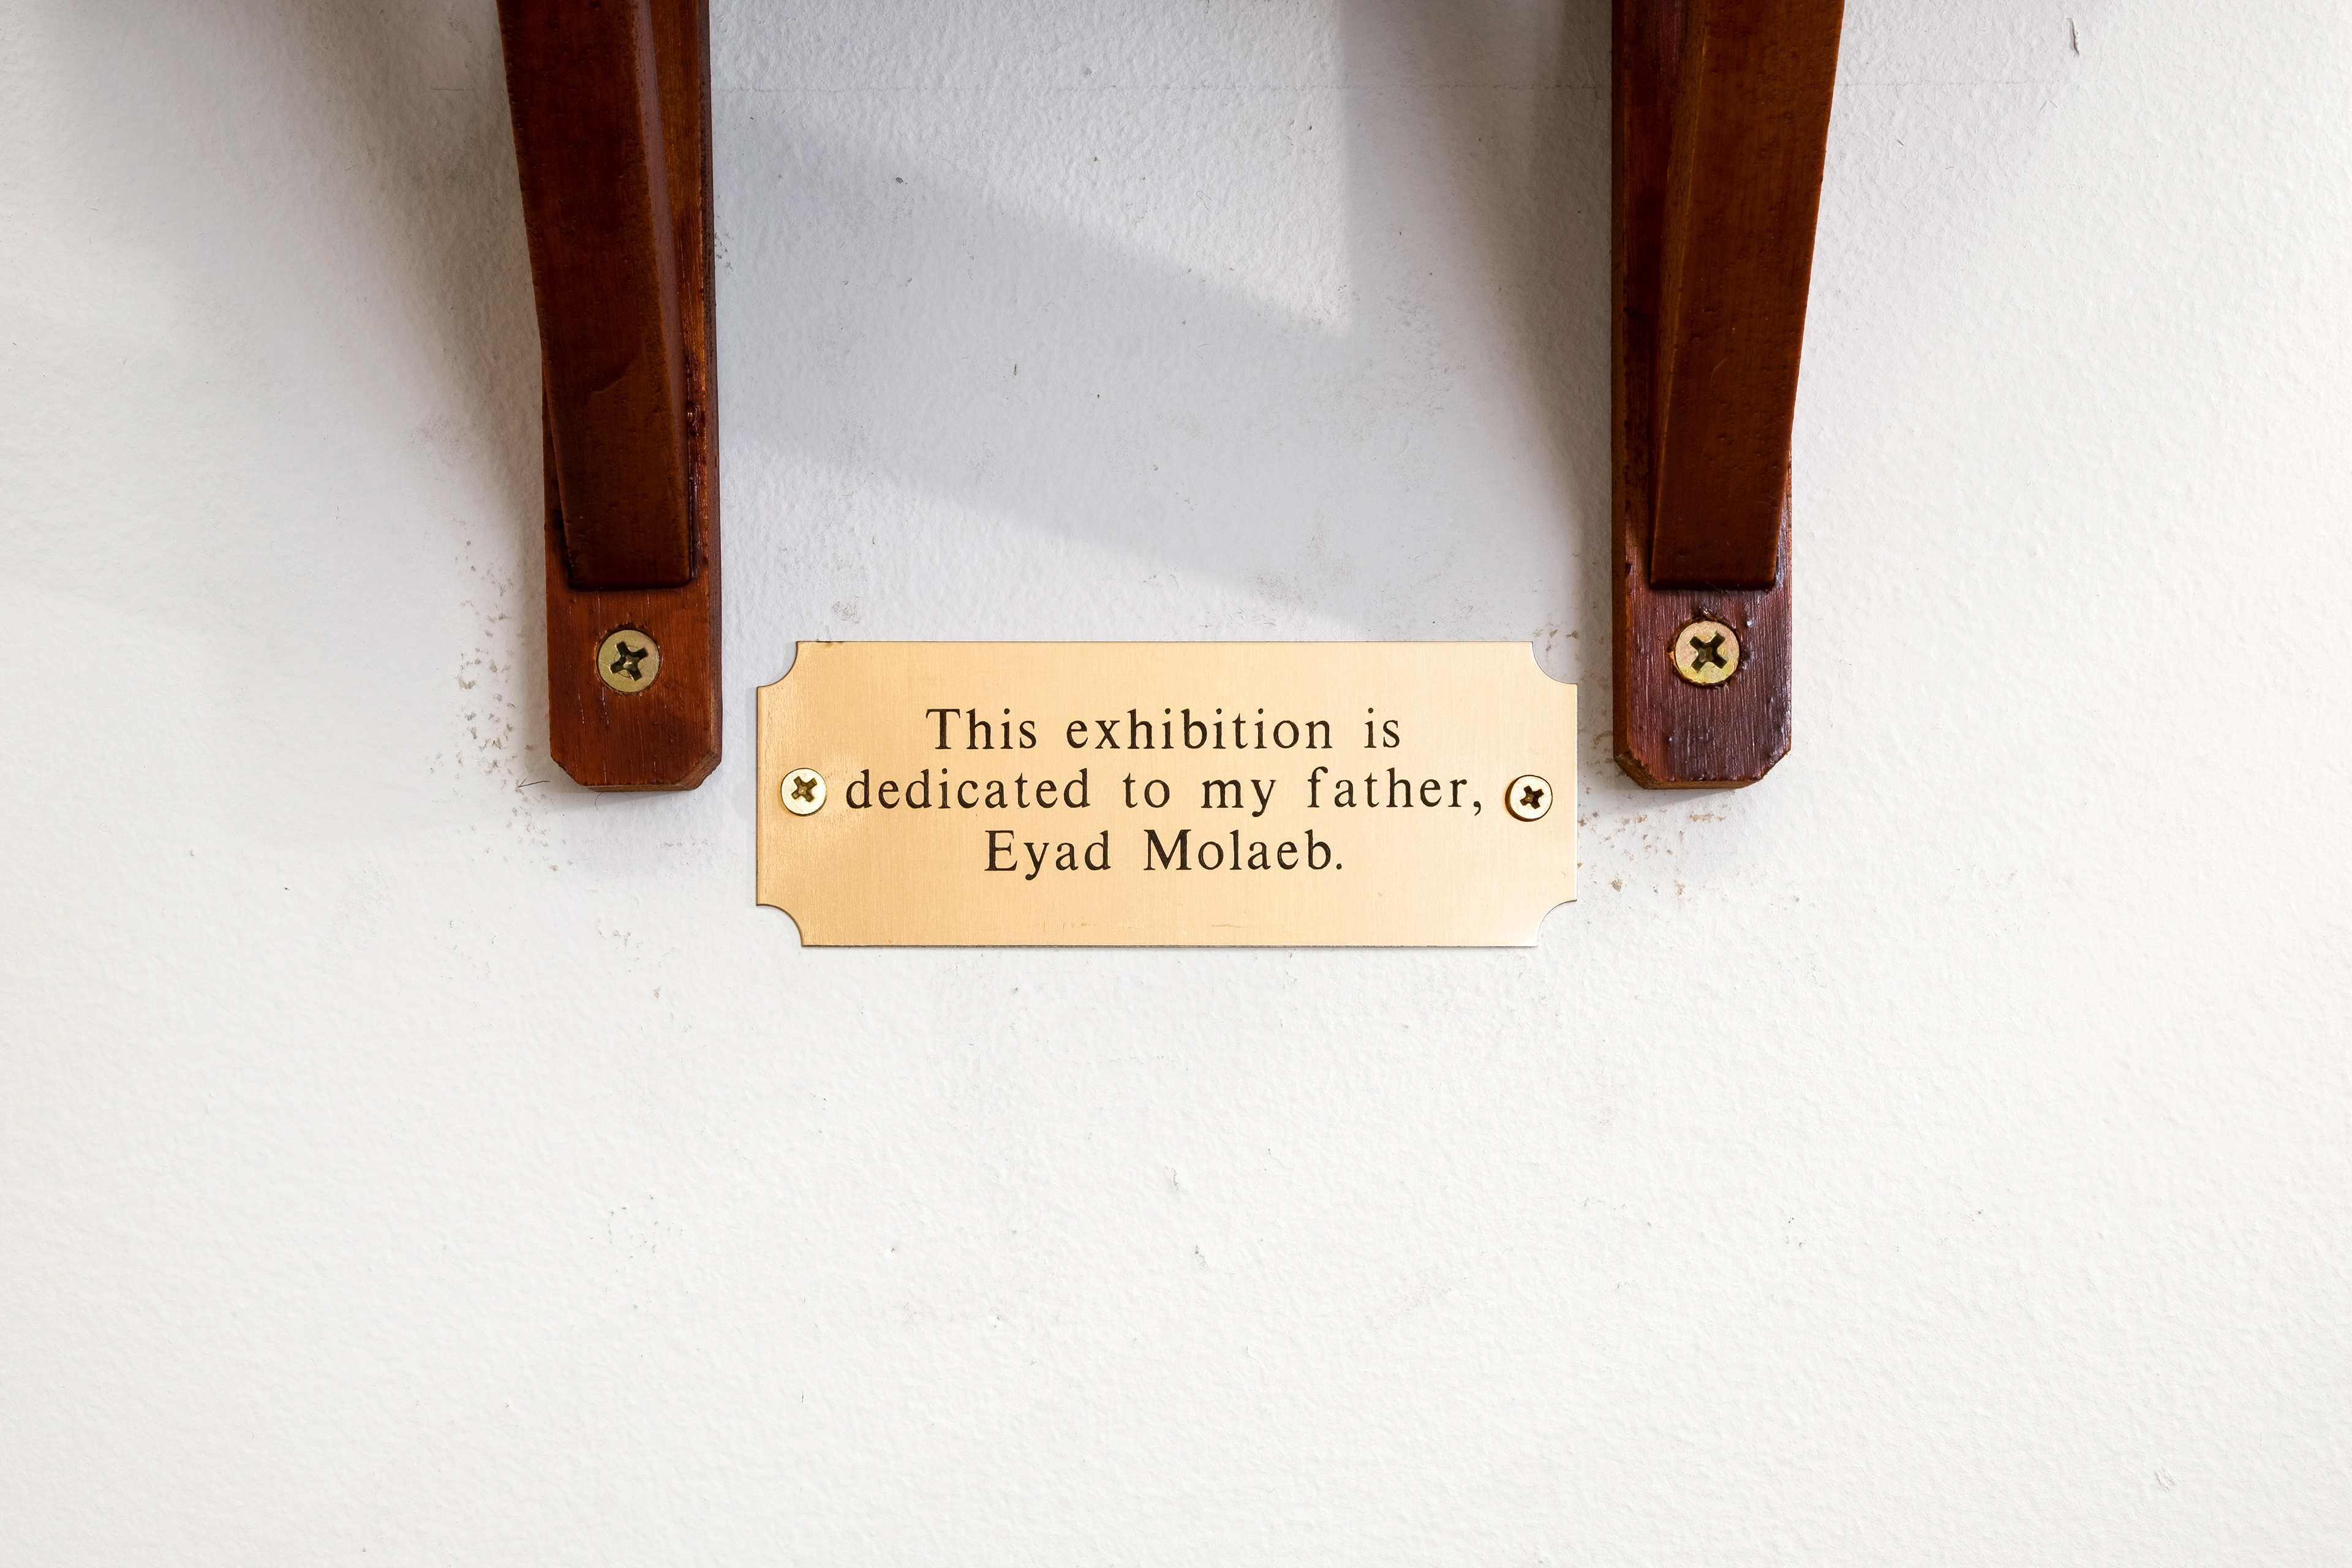 This exhibition is
dedicated to my father,
Eyad Molaeb.